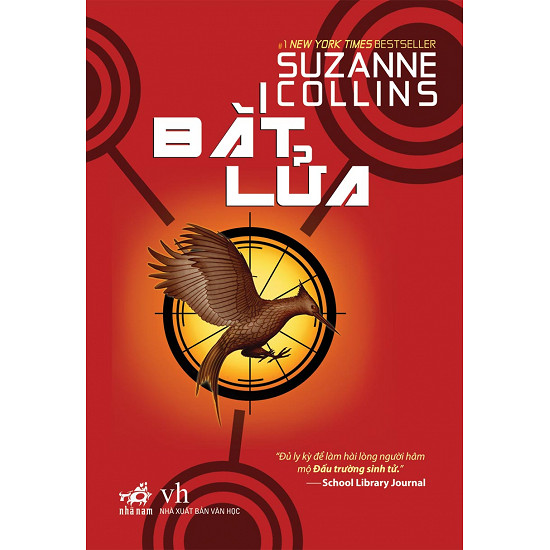 #1 NEW YORK TIMES BESTSELLER
SUZANNE
COLLINS
BẮT
LỬA
“Đủ ly kỳ để làm hài lòng người hâm
mộ Đấu trường sinh tử.”
—School Library Journal
nhã nam
vh
NHÀ XUẤT BẢN VĂN HỌC